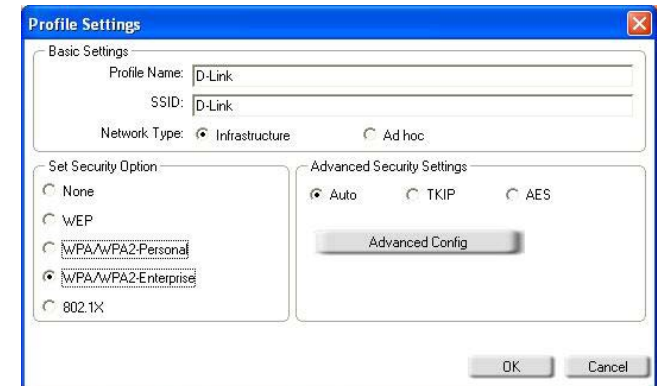 Profile Settings
Basic Settings
Profile Name: D-Link
SSID: D-Link
Network Type: Infrastructure Ad hoc
Set Security Option
None
WEP
WPA/WPA2-Personal
WPA/WPA2-Enterprise
802.1X
Advanced Security Settings
Auto TKIP AES
Advanced Config
OK Cancel